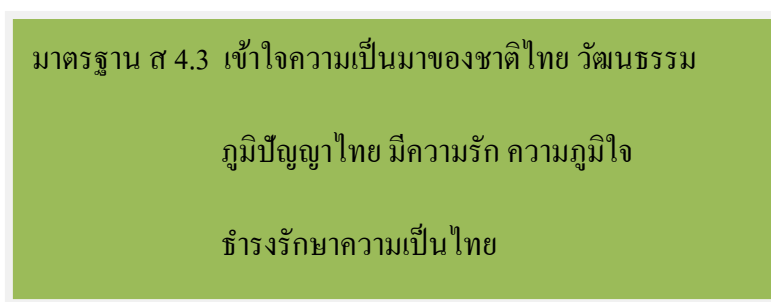 มาตรฐาน ส 4.3 เข้าใจความเป็นมาของชาติไทย วัฒนธรรม
ภูมิปัญญาไทย มีความรัก ความภูมิใจ
ธำรงรักษาความเป็นไทย